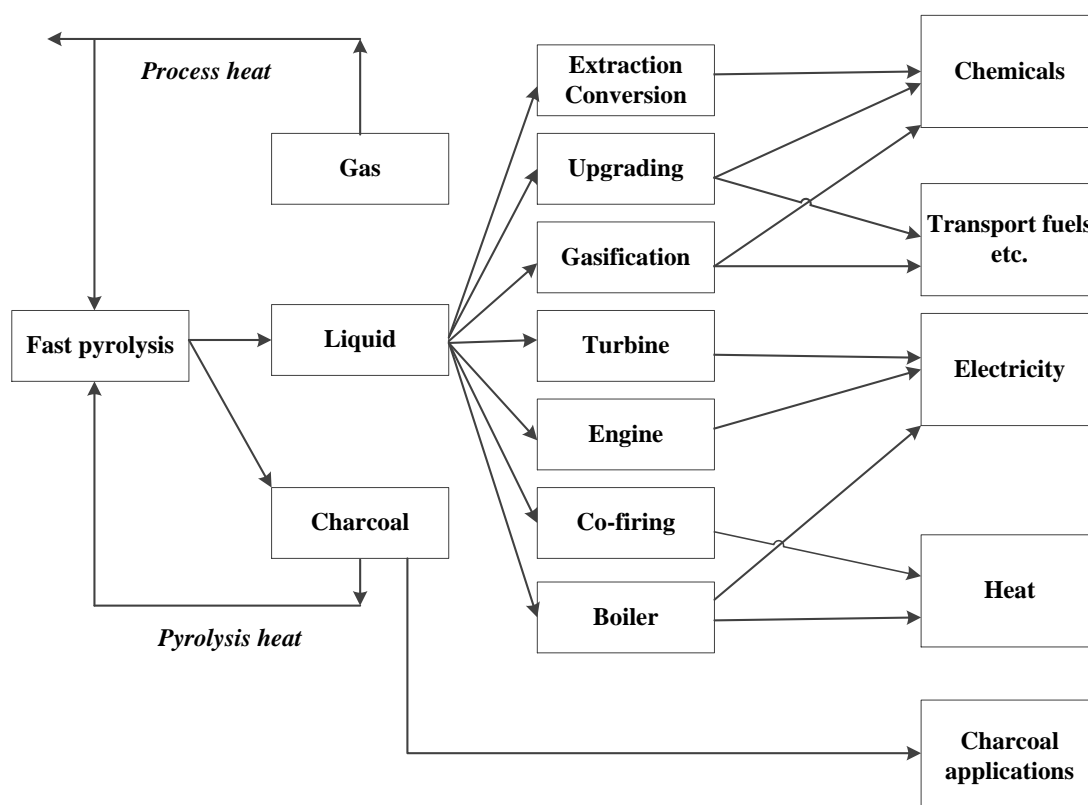 Process heat
Gas
Fast pyrolysis
Liquid
Charcoal
Pyrolysis heat
Extraction
Conversion
Upgrading
Gasification
Turbine
Engine
Co-firing
Boiler
Chemicals
Transport fuels
etc.
Electricity
Heat
Charcoal
applications